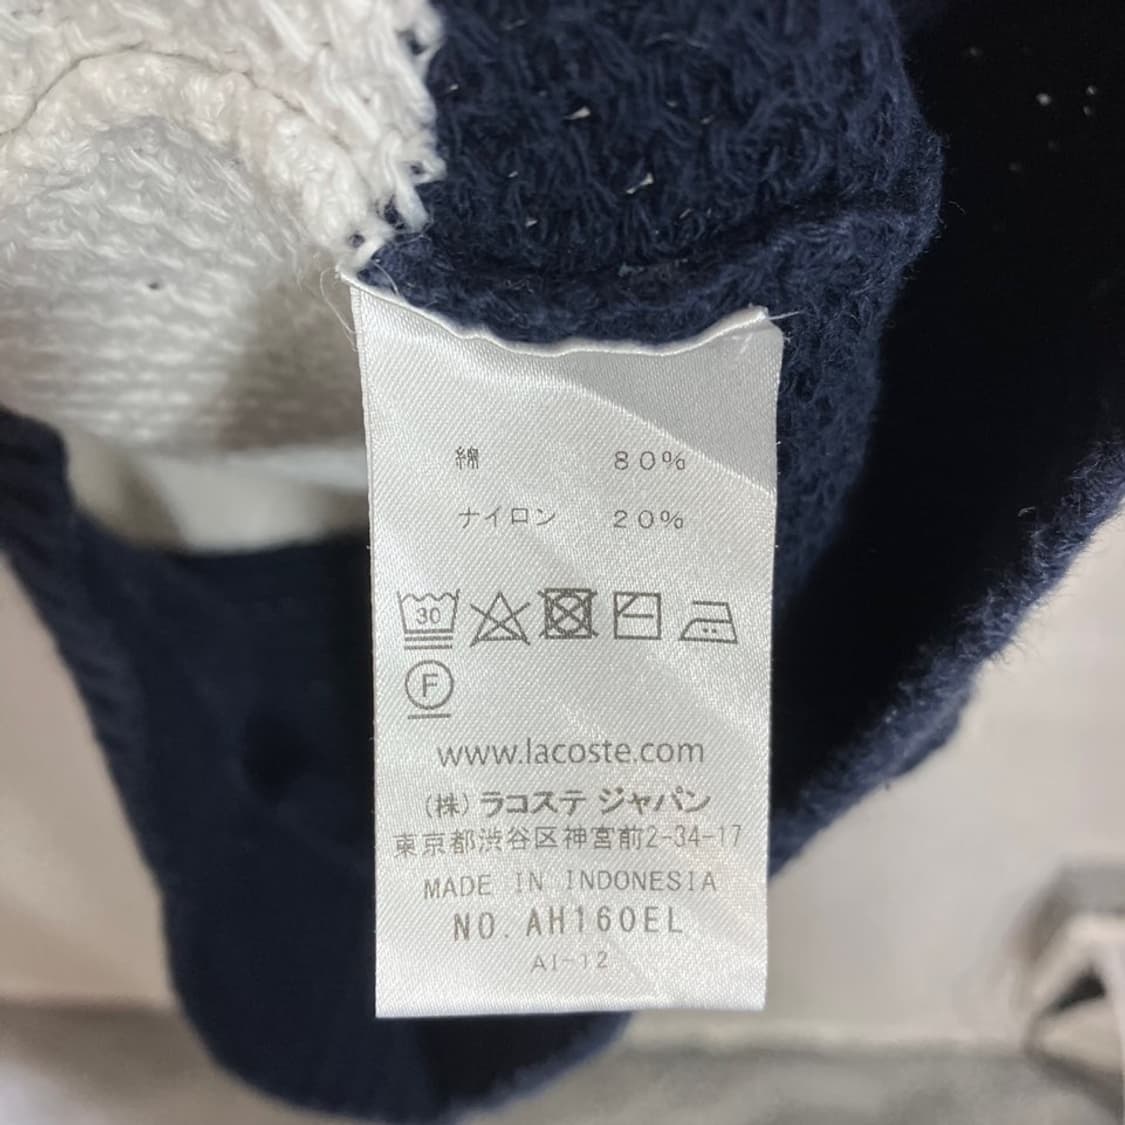 綿 80%
ナイロン 20%
30
F
www.lacoste.com
(株) ラコステ ジャパン
東京都渋谷区神宮前2-34-17
MADE IN INDONESIA
NO. AH160EL
AI-12